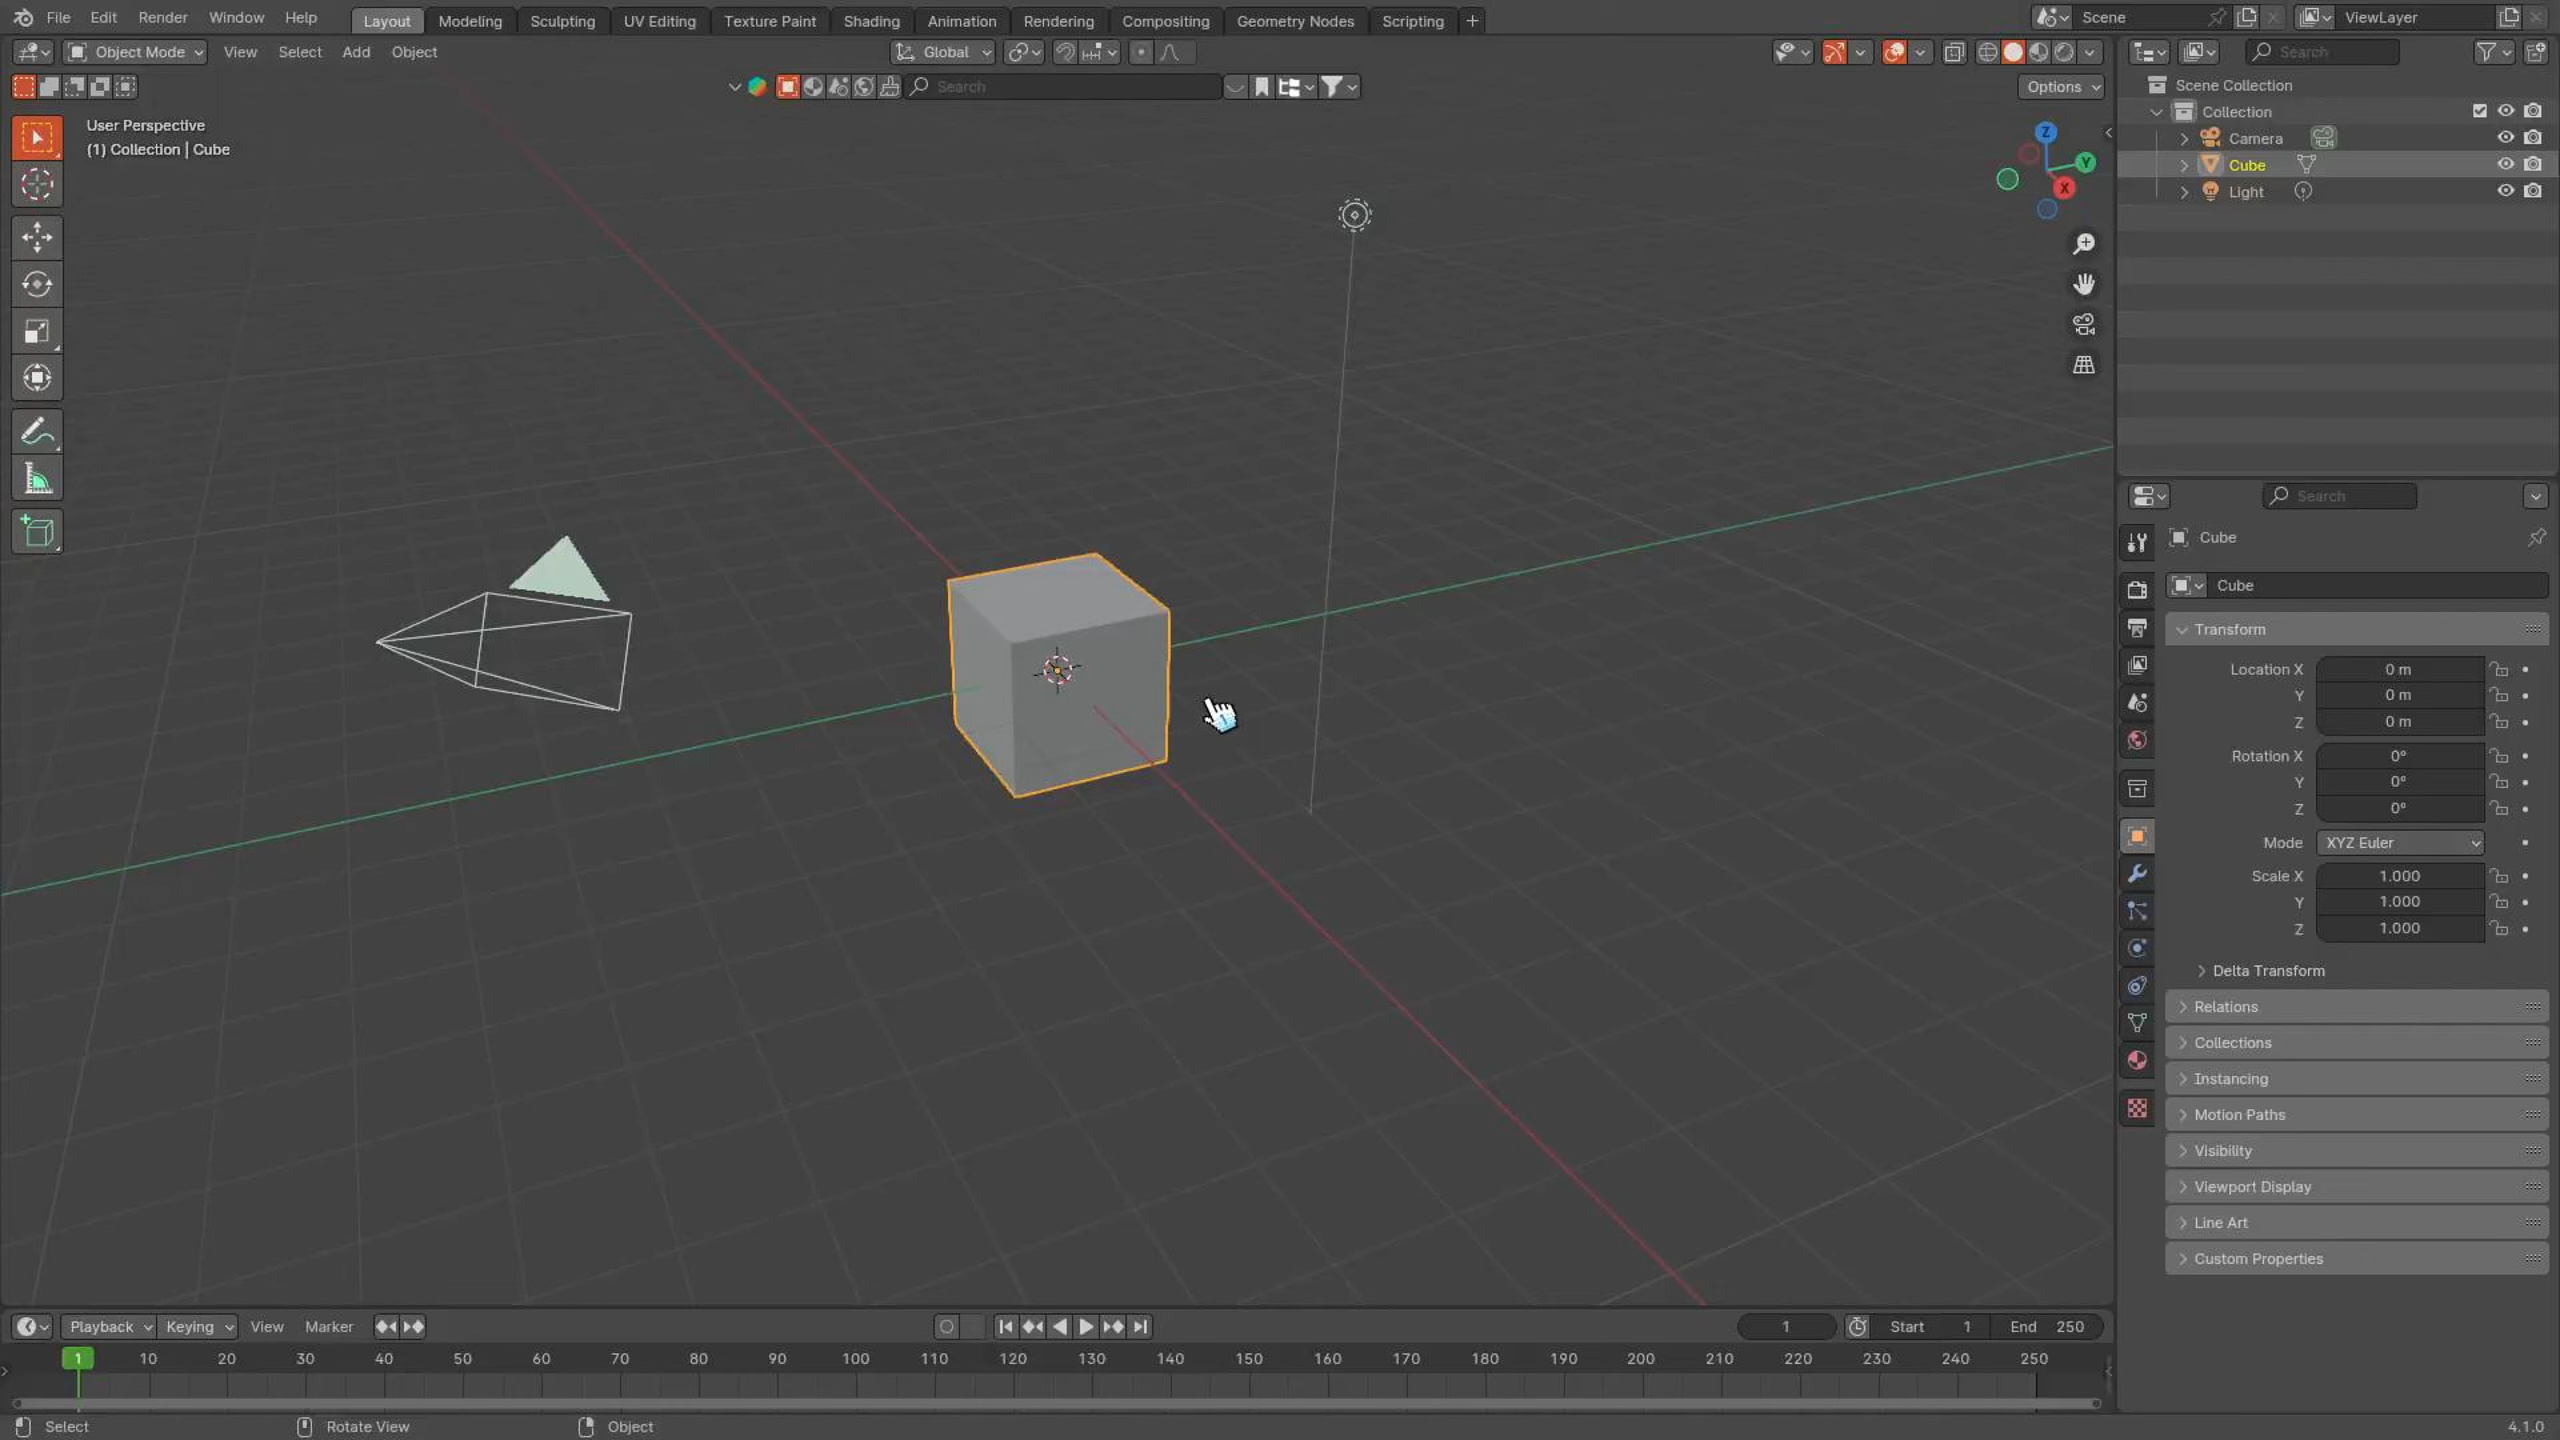 File Edit Render Window Help Layout Modeling Sculpting UV Editing Texture Paint Shading Animation Rendering Compositing Geometry Nodes Scripting + Scene ViewLayer
Object Mode View Select Add Object Global Search
Search Options
User Perspective
(1) Collection | Cube
Z
Y
X
Scene Collection
Collection
Camera
Cube
Light
Search
Cube
Cube
Transform
Location X 0 m
Y 0 m
Z 0 m
Rotation X 0°
Y 0°
Z 0°
Mode XYZ Euler
Scale X 1.000
Y 1.000
Z 1.000
Delta Transform
Relations
Collections
Instancing
Motion Paths
Visibility
Viewport Display
Line Art
Custom Properties
Playback Keying View Marker 1 Start 1 End 250
1 10 20 30 40 50 60 70 80 90 100 110 120 130 140 150 160 170 180 190 200 210 220 230 240 250
Select Rotate View Object 4.1.0